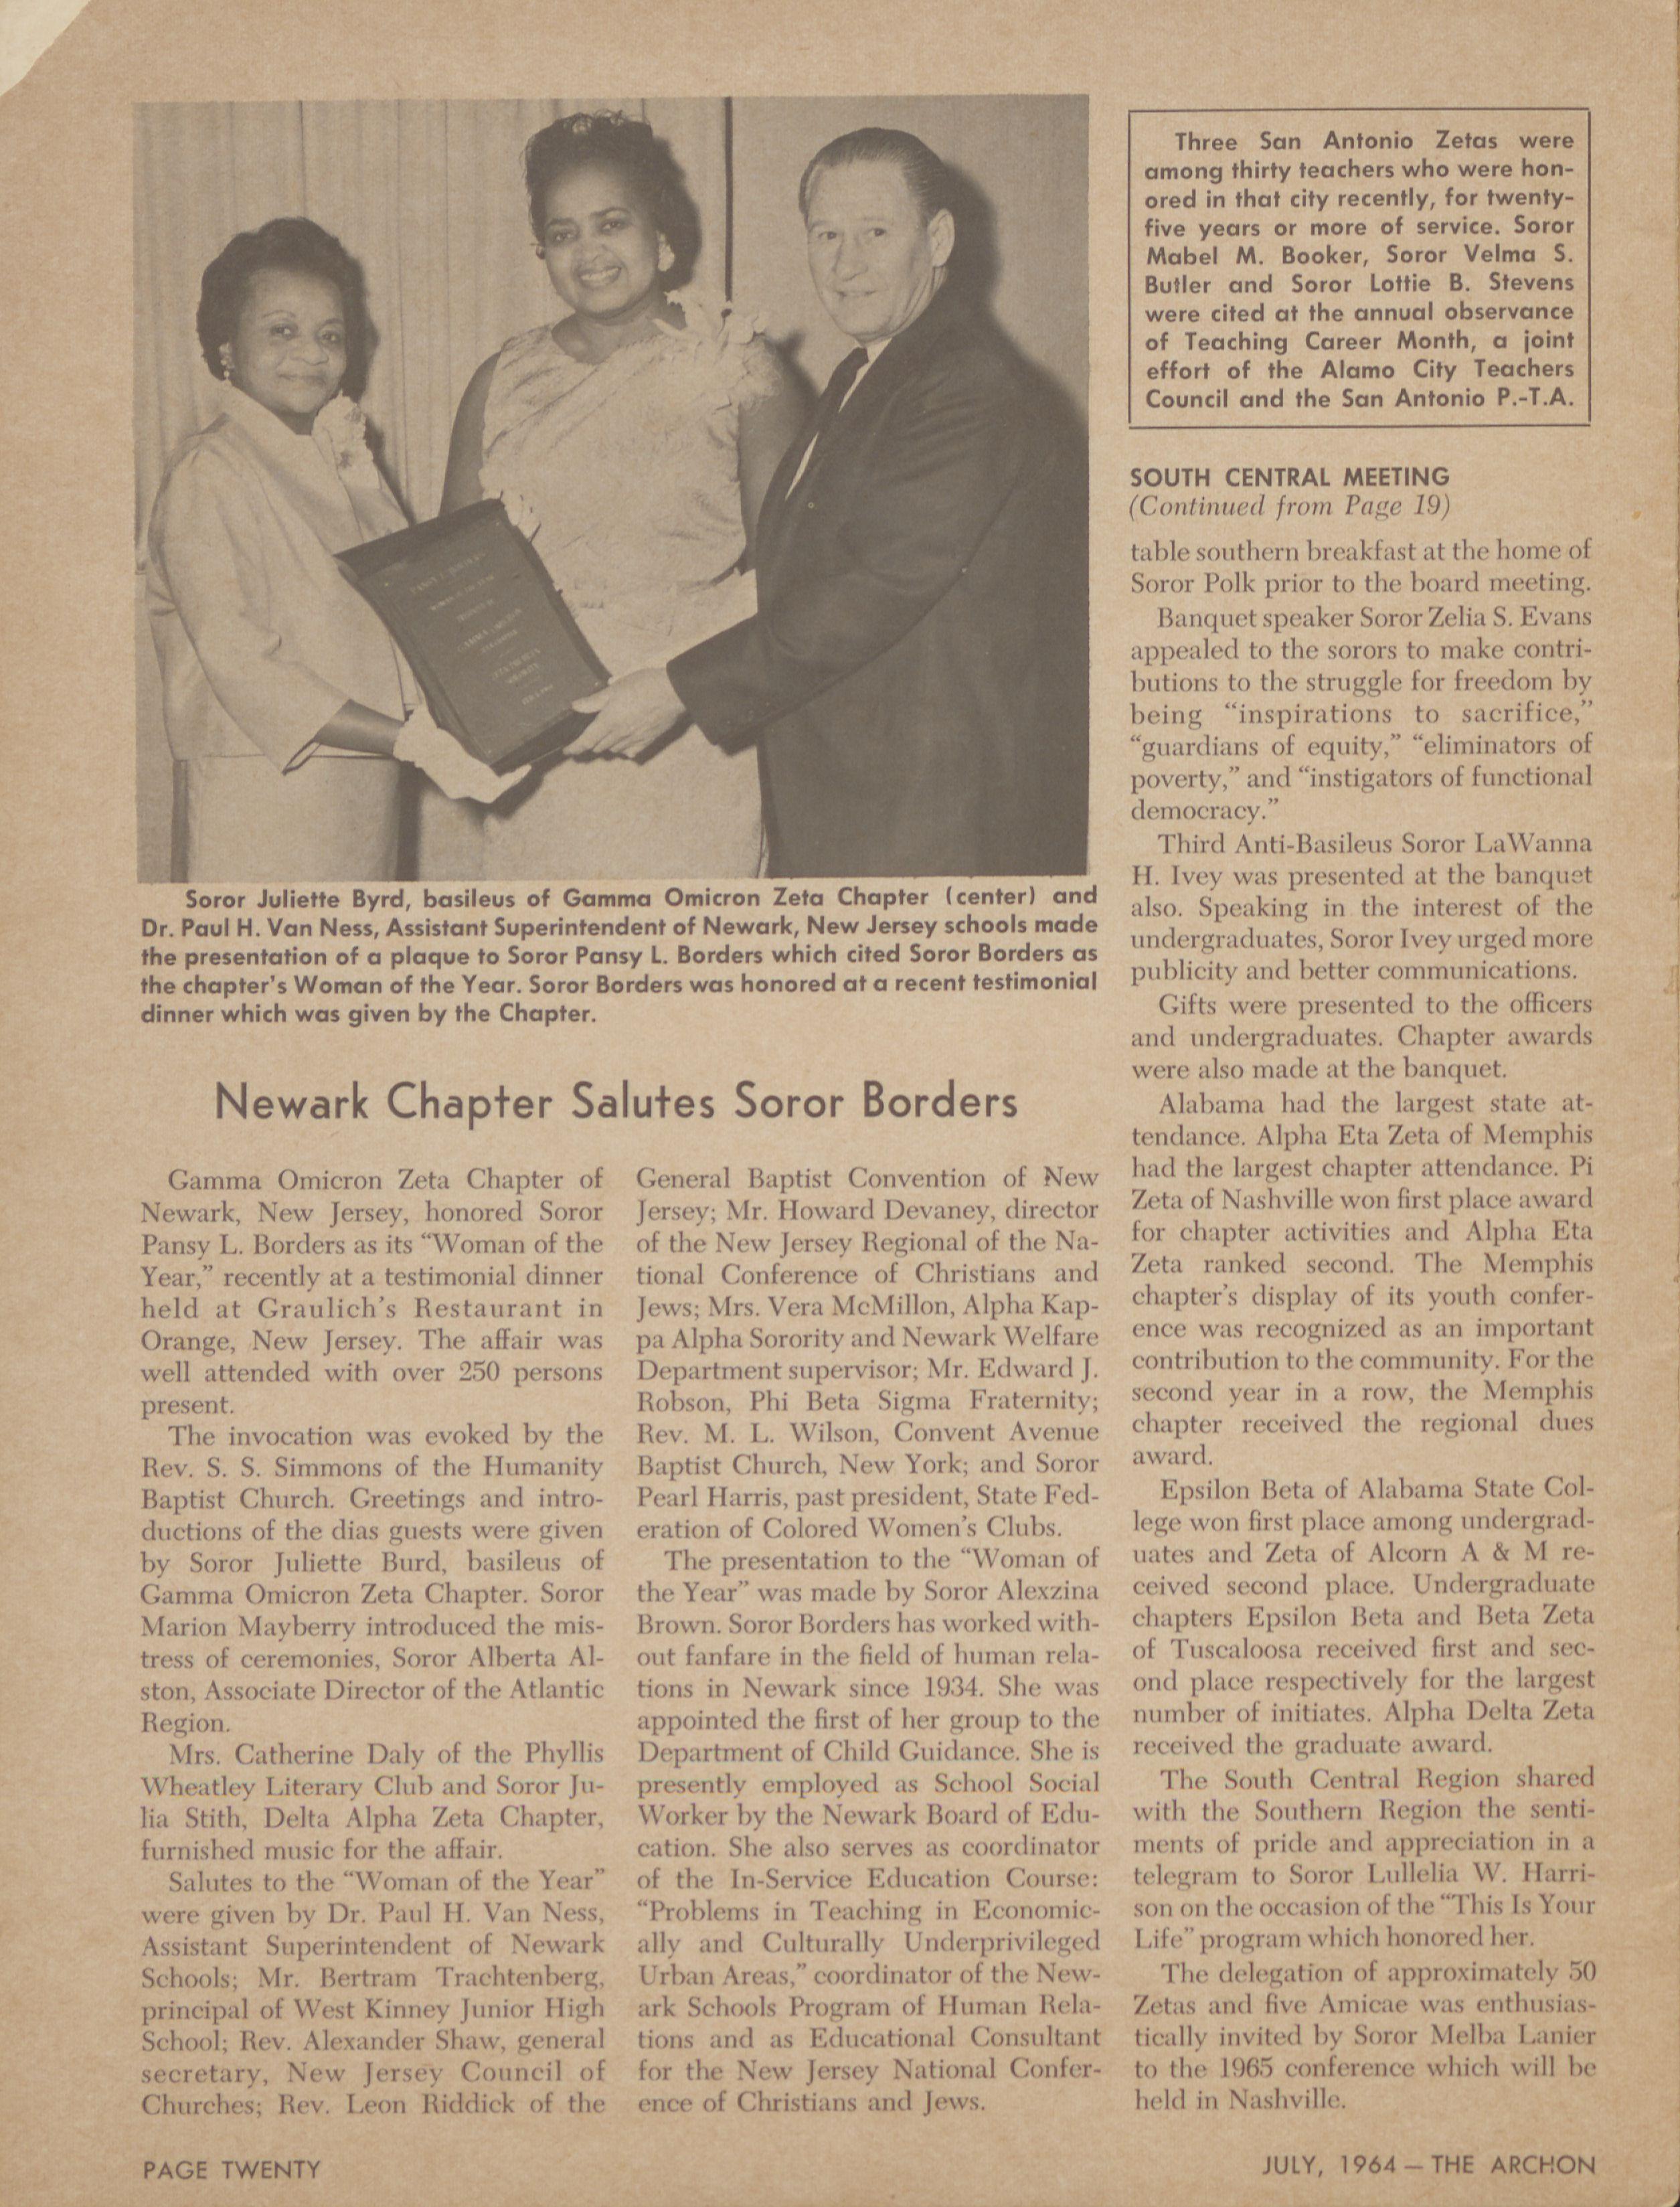 Soror Juliette Byrd, basileus of Gamma Omicron Zeta Chapter (center) and
Dr. Paul H. Van Ness, Assistant Superintendent of Newark, New Jersey schools made
the presentation of a plaque to Soror Pansy L. Borders which cited Soror Borders as
the chapter's Woman of the Year. Soror Borders was honored at a recent testimonial
dinner which was given by the Chapter.
Newark Chapter Salutes Soror Borders
Gamma Omicron Zeta Chapter of
Newark, New Jersey, honored Soror
Pansy L. Borders as its “Woman of the
Year,” recently at a testimonial dinner
held at Graulich's Restaurant in
Orange, New Jersey. The affair was
well attended with over 250 persons
present.
The invocation was evoked by the
Rev. S. S. Simmons of the Humanity
Baptist Church. Greetings and intro-
ductions of the dias guests were given
by Soror Juliette Burd, basileus of
Gamma Omicron Zeta Chapter. Soror
Marion Mayberry introduced the mis-
tress of ceremonies, Soror Alberta Al-
ston, Associate Director of the Atlantic
Region.
Mrs. Catherine Daly of the Phyllis
Wheatley Literary Club and Soror Ju-
lia Stith, Delta Alpha Zeta Chapter,
furnished music for the affair.
Salutes to the “Woman of the Year”
were given by Dr. Paul H. Van Ness,
Assistant Superintendent of Newark
Schools; Mr. Bertram Trachtenberg,
principal of West Kinney Junior High
School; Rev. Alexander Shaw, general
secretary, New Jersey Council of
Churches; Rev. Leon Riddick of the
General Baptist Convention of New
Jersey; Mr. Howard Devaney, director
of the New Jersey Regional of the Na-
tional Conference of Christians and
Jews; Mrs. Vera McMillon, Alpha Kap-
pa Alpha Sorority and Newark Welfare
Department supervisor; Mr. Edward J.
Robson, Phi Beta Sigma Fraternity;
Rev. M. L. Wilson, Convent Avenue
Baptist Church, New York; and Soror
Pearl Harris, past president, State Fed-
eration of Colored Women's Clubs.
The presentation to the “Woman of
the Year” was made by Soror Alexzina
Brown. Soror Borders has worked with-
out fanfare in the field of human rela-
tions in Newark since 1934. She was
appointed the first of her group to the
Department of Child Guidance. She is
presently employed as School Social
Worker by the Newark Board of Edu-
cation. She also serves as coordinator
of the In-Service Education Course:
“Problems in Teaching in Economic-
ally and Culturally Underprivileged
Urban Areas,” coordinator of the New-
ark Schools Program of Human Rela-
tions and as Educational Consultant
for the New Jersey National Confer-
ence of Christians and Jews.
Three San Antonio Zetas were
among thirty teachers who were hon-
ored in that city recently, for twenty-
five years or more of service. Soror
Mabel M. Booker, Soror Velma S.
Butler and Soror Lottie B. Stevens
were cited at the annual observance
of Teaching Career Month, a joint
effort of the Alamo City Teachers
Council and the San Antonio P.-T.A.
SOUTH CENTRAL MEETING
(Continued from Page 19)
table southern breakfast at the home of
Soror Polk prior to the board meeting.
Banquet speaker Soror Zelia S. Evans
appealed to the sorors to make contri-
butions to the struggle for freedom by
being “inspirations to sacrifice,”
“guardians of equity,” “eliminators of
poverty,” and “instigators of functional
democracy.”
Third Anti-Basileus Soror LaWanna
H. Ivey was presented at the banquet
also. Speaking in the interest of the
undergraduates, Soror Ivey urged more
publicity and better communications.
Gifts were presented to the officers
and undergraduates. Chapter awards
were also made at the banquet.
Alabama had the largest state at-
tendance. Alpha Eta Zeta of Memphis
had the largest chapter attendance. Pi
Zeta of Nashville won first place award
for chapter activities and Alpha Eta
Zeta ranked second. The Memphis
chapter's display of its youth confer-
ence was recognized as an important
contribution to the community. For the
second year in a row, the Memphis
chapter received the regional dues
award.
Epsilon Beta of Alabama State Col-
lege won first place among undergrad-
uates and Zeta of Alcorn A & M re-
ceived second place. Undergraduate
chapters Epsilon Beta and Beta Zeta
of Tuscaloosa received first and sec-
ond place respectively for the largest
number of initiates. Alpha Delta Zeta
received the graduate award.
The South Central Region shared
with the Southern Region the senti-
ments of pride and appreciation in a
telegram to Soror Lullelia W. Harri-
son on the occasion of the “This Is Your
Life” program which honored her.
The delegation of approximately 50
Zetas and five Amicae was enthusias-
tically invited by Soror Melba Lanier
to the 1965 conference which will be
held in Nashville.
PAGE TWENTY
JULY, 1964 — THE ARCHON